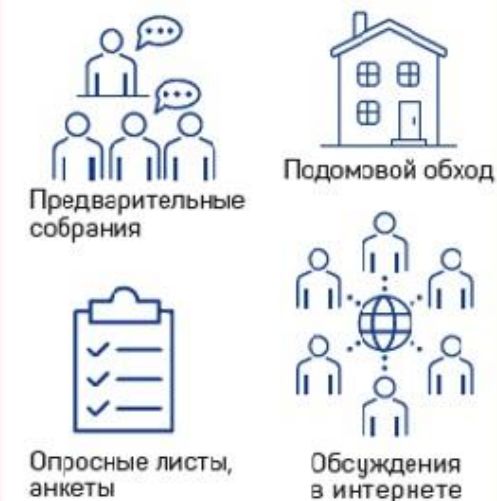 Предварительные
собрания
Подомовой обход
Опросные листы,
анкеты
Обсуждения
в интернете